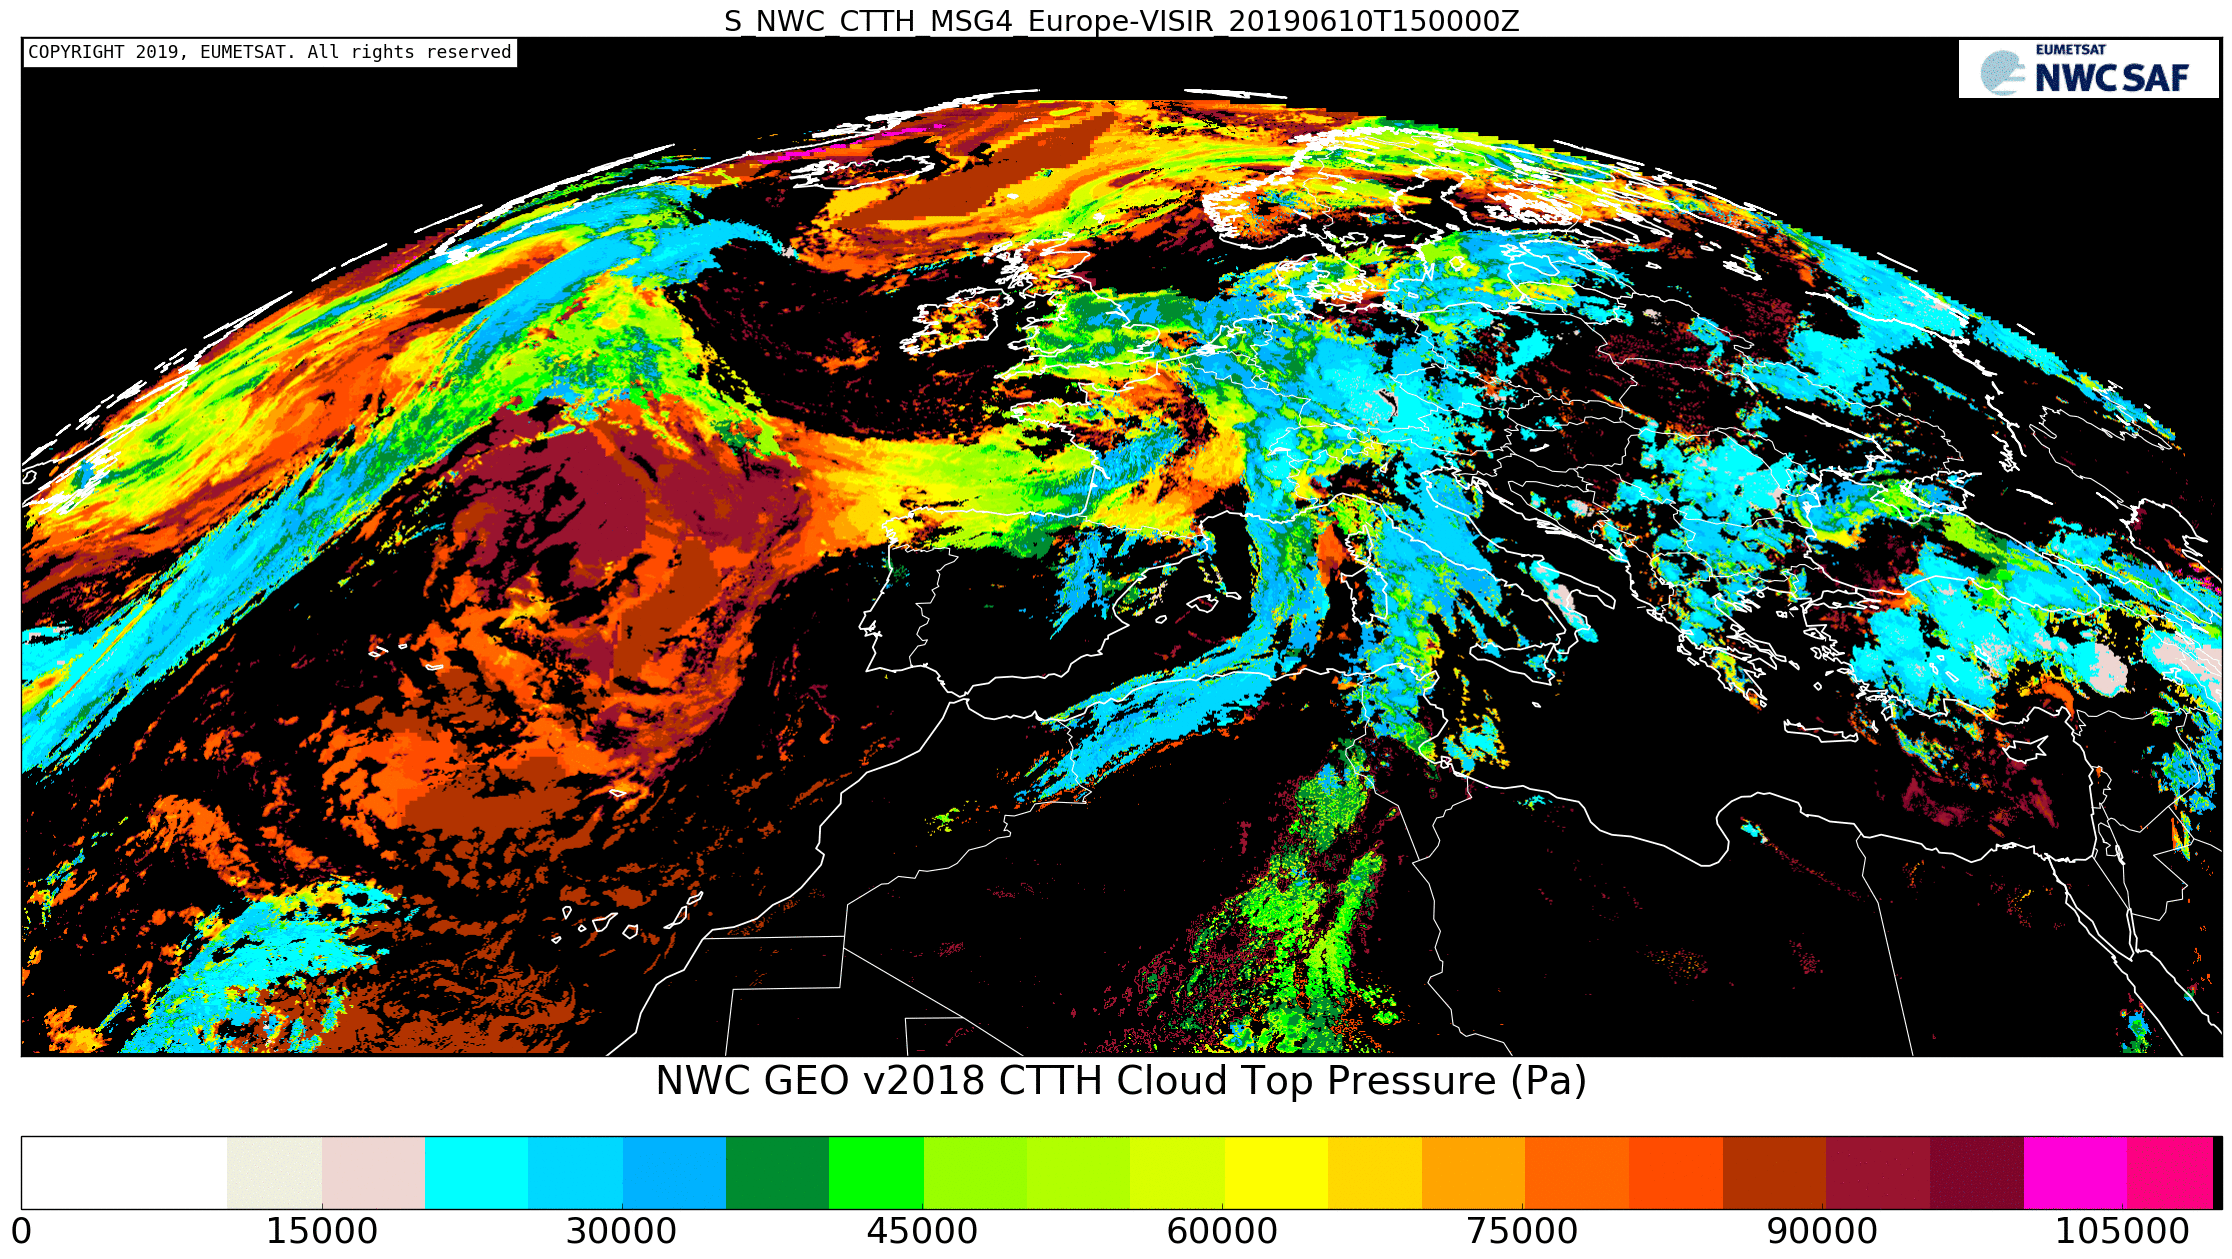 S_NWC_CTTH_MSG4_Europe-VISIR_20190610T150000Z
COPYRIGHT 2019, EUMETSAT. All rights reserved
EUMETSAT
NWC SAF
NWC GEO v2018 CTTH Cloud Top Pressure (Pa)
0 15000 30000 45000 60000 75000 90000 105000